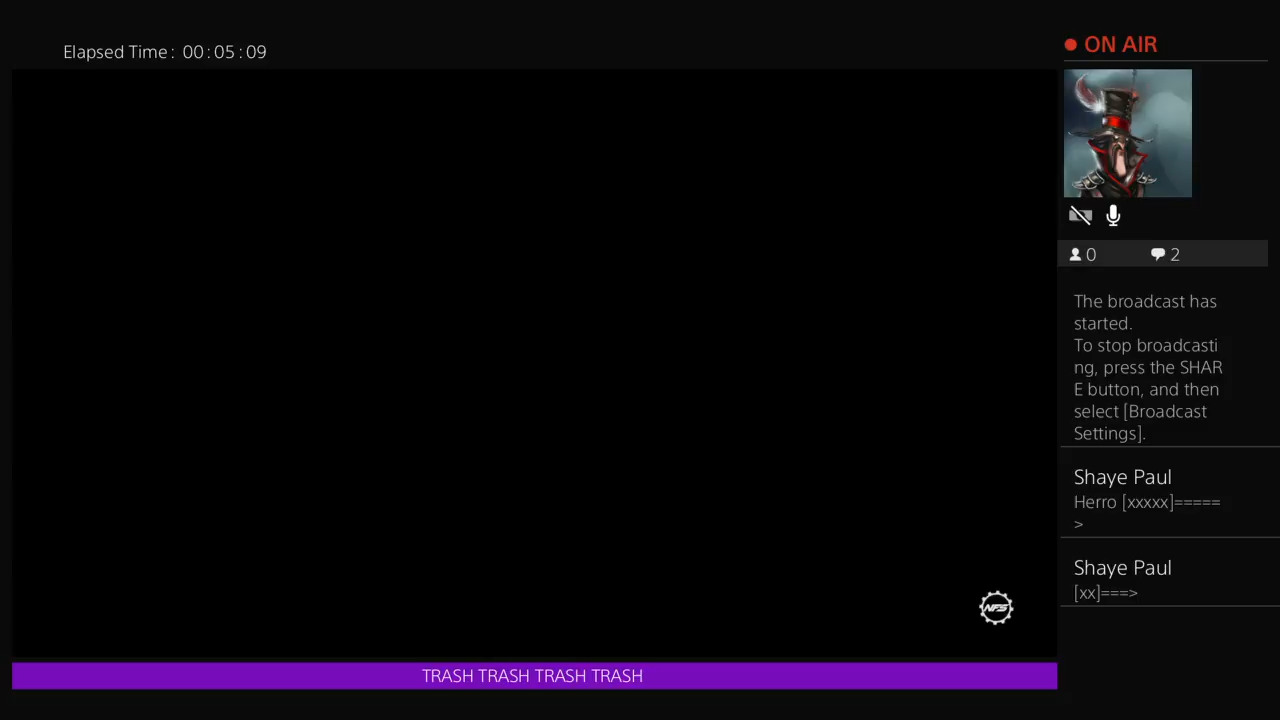 Elapsed Time: 00:05:09
ON AIR
0
2
The broadcast has
started.
To stop broadcasti
ng, press the SHAR
E button, and then
select [Broadcast
Settings].
Shaye Paul
Herro [xxxxx]=====
>
Shaye Paul
[xx]===>
NFS
TRASH TRASH TRASH TRASH